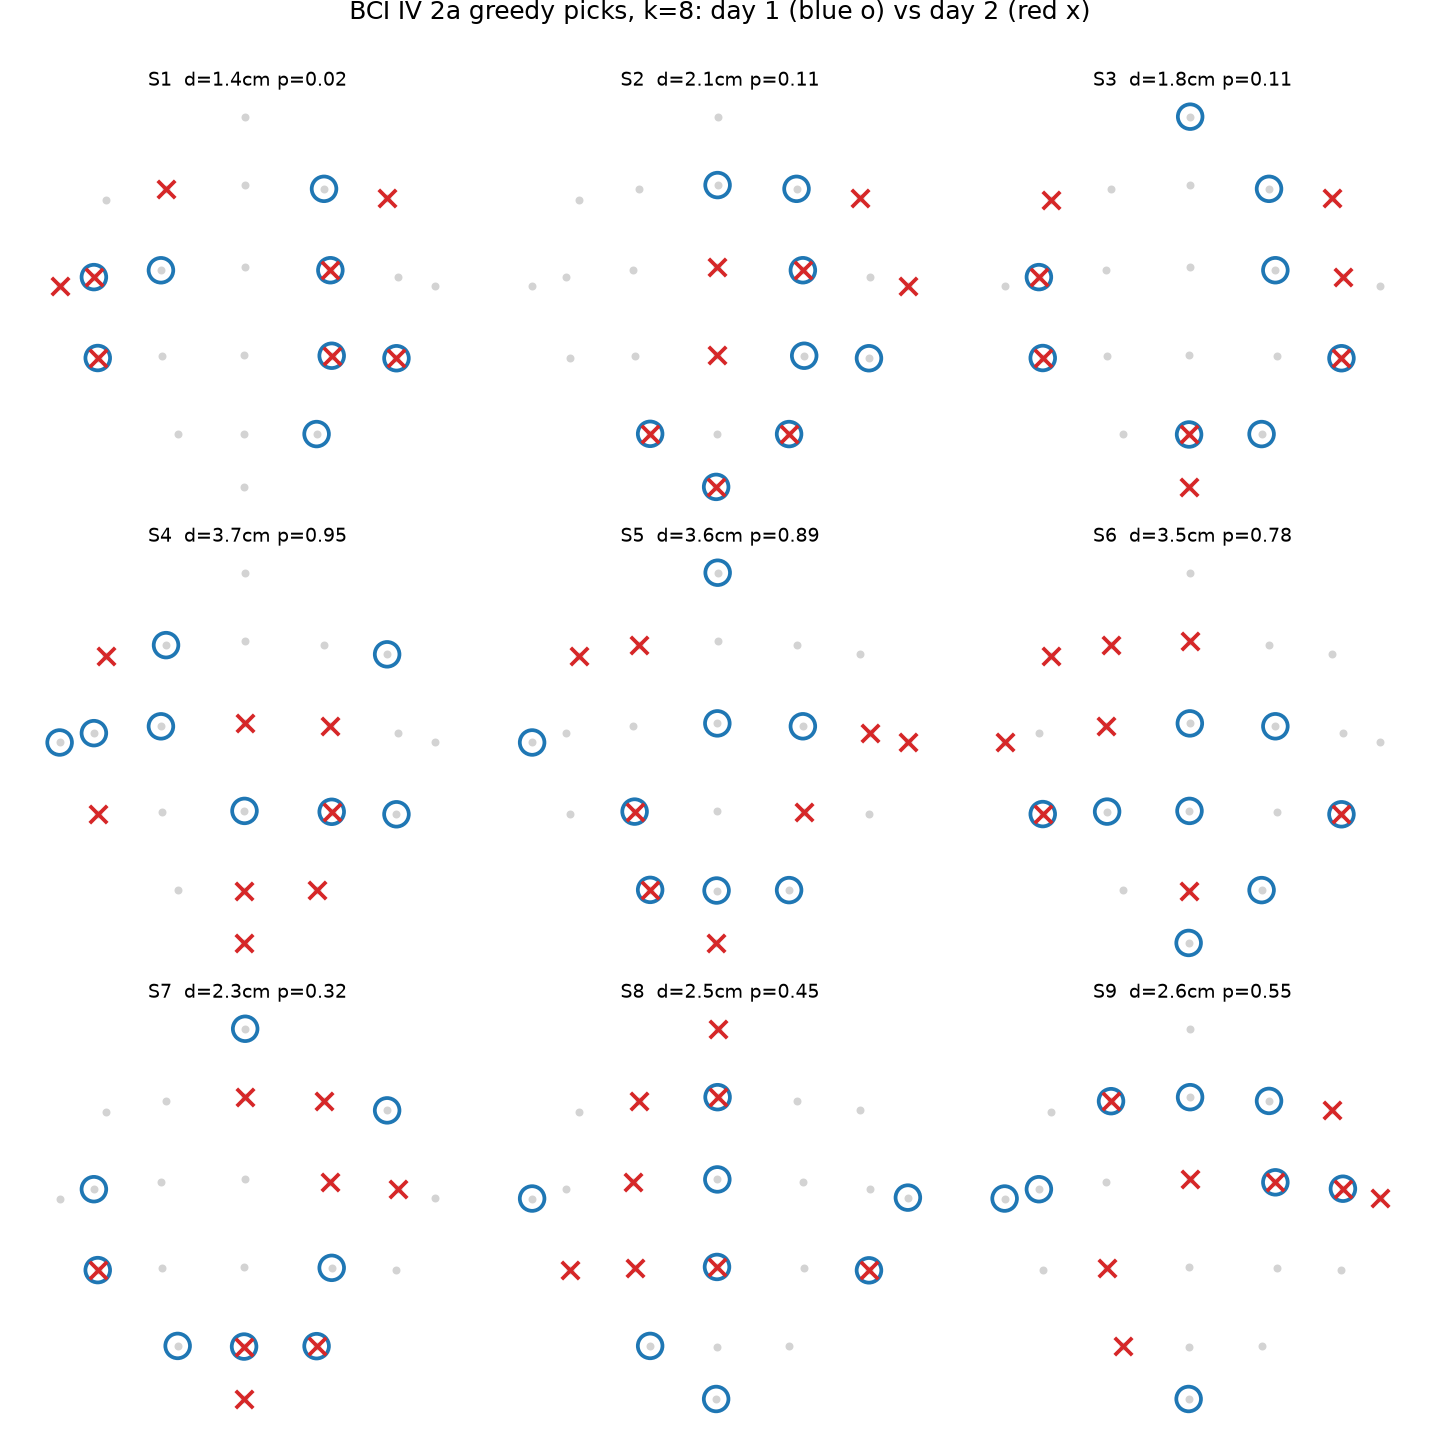 BCI IV 2a greedy picks, k=8: day 1 (blue o) vs day 2 (red x)
S1 d=1.4cm p=0.02
S2 d=2.1cm p=0.11
S3 d=1.8cm p=0.11
S4 d=3.7cm p=0.95
S5 d=3.6cm p=0.89
S6 d=3.5cm p=0.78
S7 d=2.3cm p=0.32
S8 d=2.5cm p=0.45
S9 d=2.6cm p=0.55